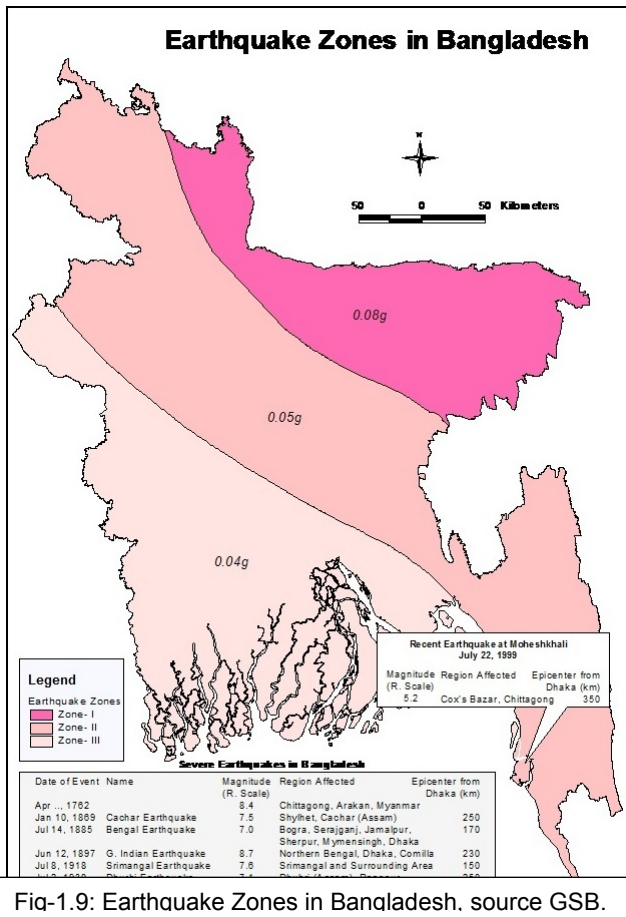 Earthquake Zones in Bangladesh
N
50 0 50 Kilometers
0.08g
0.05g
0.04g
Recent Earthquake at Moheshkhali
July 22, 1999
Magnitude Region Affected Epicenter from
(R. Scale) Dhaka (km)
5.2 Cox's Bazar, Chittagong 350
Legend
Earthquake Zones
Zone- I
Zone- II
Zone- III
Severe Earthquakes in Bangladesh
Date of Event Name Magnitude Region Affected Epicenter from
(R. Scale) Dhaka (km)
Apr .., 1762 8.4 Chittagong, Arakan, Myanmar
Jan 10, 1869 Cachar Earthquake 7.5 Shylhet, Cachar (Assam) 250
Jul 14, 1885 Bengal Earthquake 7.0 Bogra, Serajganj, Jamalpur, 170
Sherpur, Mymensingh, Dhaka
Jun 12, 1897 G. Indian Earthquake 8.7 Northern Bengal, Dhaka, Comilla 230
Jul 8, 1918 Srimangal Earthquake 7.6 Srimangal and Surrounding Area 150
Fig-1.9: Earthquake Zones in Bangladesh, source GSB.